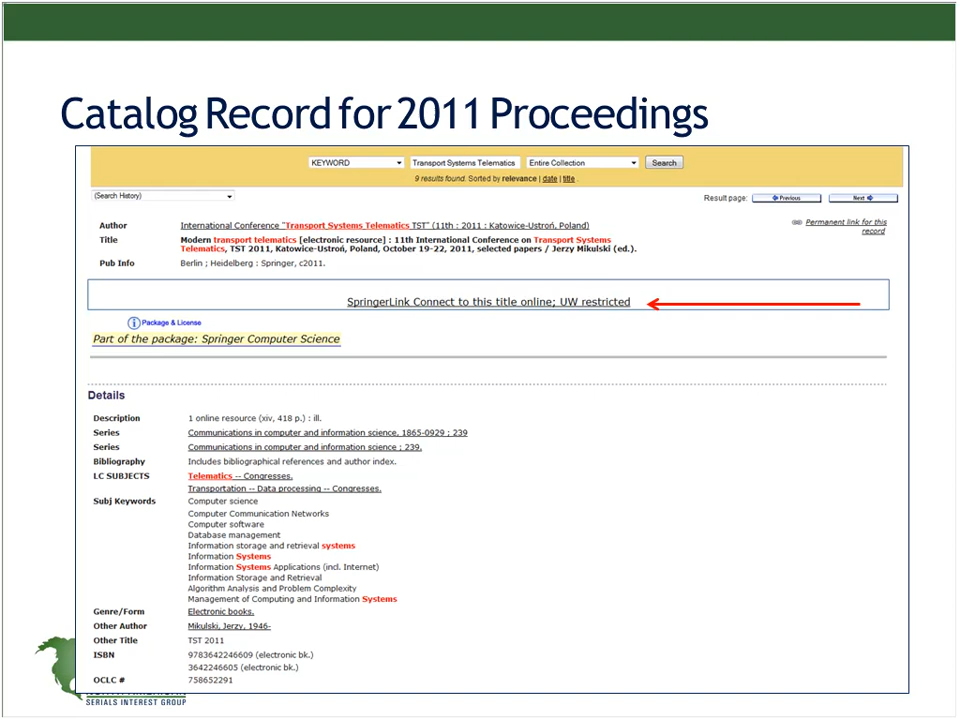 Catalog Record for 2011 Proceedings
KEYWORD Transport Systems Telematics Entire Collection Search
9 results found. Sorted by relevance | date | title .
(Search History) Result page: Previous Next
Permanent link for this
record
Author International Conference "Transport Systems Telematics TST" (11th : 2011 : Katowice-Ustroń, Poland)
Title Modern transport telematics [electronic resource] : 11th International Conference on Transport Systems
Telematics, TST 2011, Katowice-Ustroń, Poland, October 19-22, 2011, selected papers / Jerzy Mikulski (ed.).
Pub Info Berlin ; Heidelberg : Springer, c2011.
SpringerLink Connect to this title online; UW restricted
i Package & License
Part of the package: Springer Computer Science
Details
Description 1 online resource (xiv, 418 p.) : ill.
Series Communications in computer and information science, 1865-0929 ; 239
Series Communications in computer and information science ; 239.
Bibliography Includes bibliographical references and author index.
LC SUBJECTS Telematics -- Congresses.
Transportation -- Data processing -- Congresses.
Subj Keywords Computer science
Computer Communication Networks
Computer software
Database management
Information storage and retrieval systems
Information Systems
Information Systems Applications (incl. Internet)
Information Storage and Retrieval
Algorithm Analysis and Problem Complexity
Management of Computing and Information Systems
Genre/Form Electronic books.
Other Author Mikulski, Jerzy, 1946-
Other Title TST 2011
ISBN 9783642246609 (electronic bk.)
3642246605 (electronic bk.)
OCLC # 758652291
SERIALS INTEREST GROUP